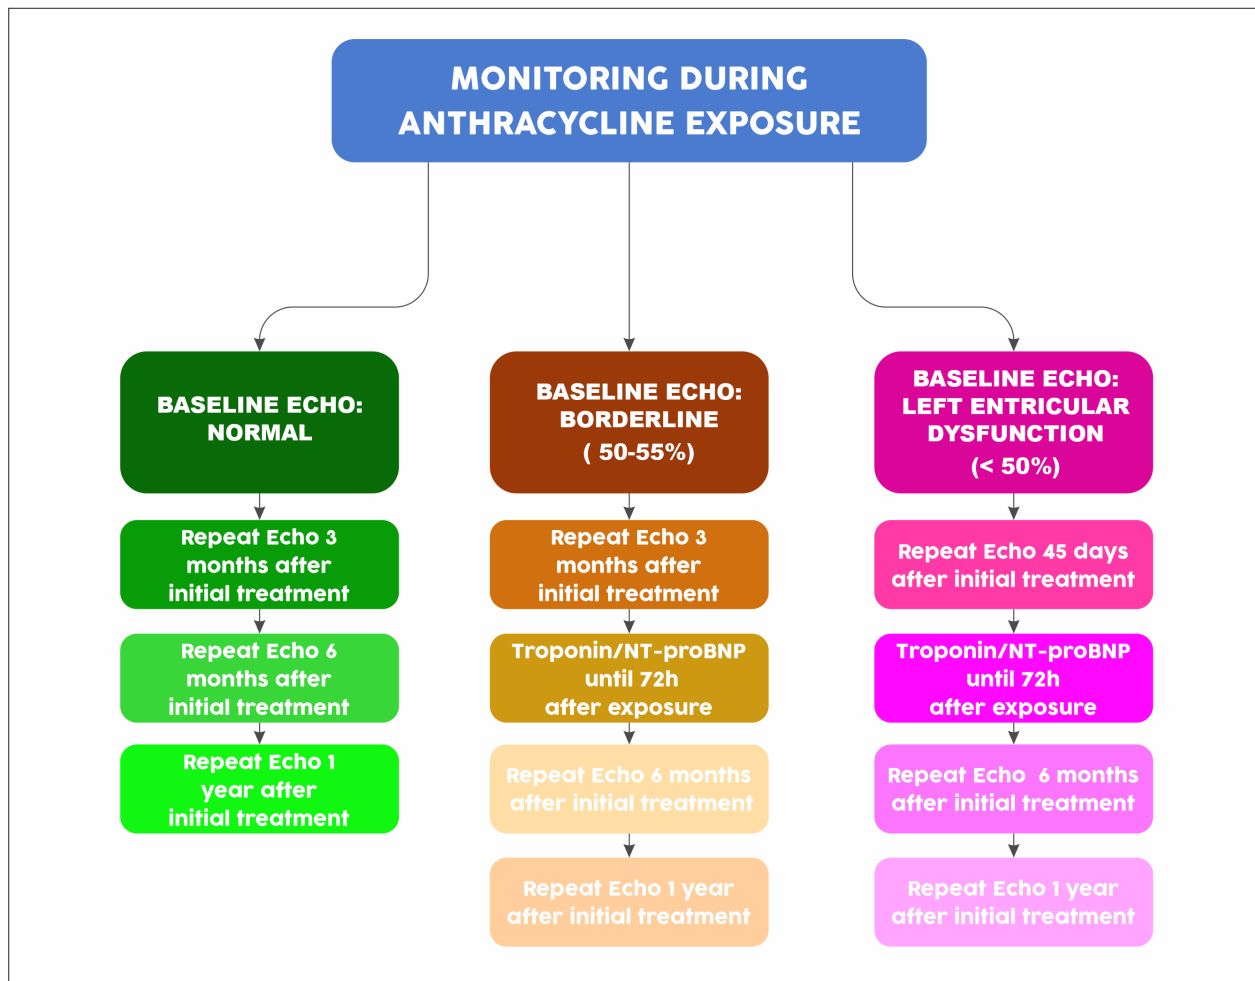 MONITORING DURING
ANTHRACYCLINE EXPOSURE
BASELINE ECHO:
NORMAL
Repeat Echo 3
months after
initial treatment
Repeat Echo 6
months after
initial treatment
Repeat Echo 1
year after
initial treatment
BASELINE ECHO:
BORDERLINE
( 50-55%)
Repeat Echo 3
months after
initial treatment
Troponin/NT-proBNP
until 72h
after exposure
Repeat Echo 6 months
after initial treatment
Repeat Echo 1 year
after initial treatment
BASELINE ECHO:
LEFT ENTRICULAR
DYSFUNCTION
(< 50%)
Repeat Echo 45 days
after initial treatment
Troponin/NT-proBNP
until 72h
after exposure
Repeat Echo 6 months
after initial treatment
Repeat Echo 1 year
after initial treatment